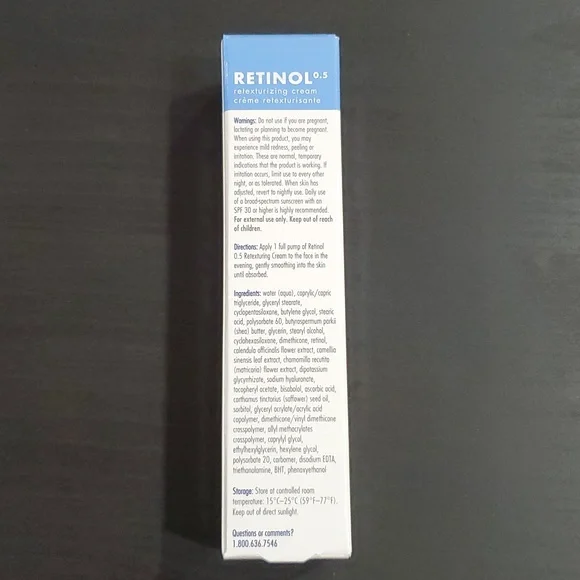 RETINOL 0.5
retexturizing cream
crème retexturisante
Warnings: Do not use if you are pregnant,
lactating or planning to become pregnant.
When using this product, you may
experience mild redness, peeling or
irritation. These are normal, temporary
indications that the product is working. If
irritation occurs, limit use to every other
night, or as tolerated. When skin has
adjusted, revert to nightly use. Daily use
of a broad-spectrum sunscreen with an
SPF 30 or higher is highly recommended.
For external use only. Keep out of reach
of children.
Directions: Apply 1 full pump of Retinol
0.5 Retexturing Cream to the face in the
evening, gently smoothing into the skin
until absorbed.
Ingredients: water (aqua), caprylic/capric
triglyceride, glyceryl stearate,
cyclopentasiloxane, butylene glycol, stearic
acid, polysorbate 60, butyrospermum parkii
(shea) butter, glycerin, stearyl alcohol,
cyclohexasiloxane, dimethicone, retinol,
calendula officinalis flower extract, camellia
sinensis leaf extract, chamomilla recutita
(matricaria) flower extract, dipotassium
glycyrrhizate, sodium hyaluronate,
tocopheryl acetate, bisabolol, ascorbic acid,
carthamus tinctorius (safflower) seed oil,
sorbitol, glyceryl acrylate/acrylic acid
copolymer, dimethicone/vinyl dimethicone
crosspolymer, allyl methacrylates
crosspolymer, caprylyl glycol,
ethylhexylglycerin, hexylene glycol,
polysorbate 20, carbomer, disodium EDTA,
triethanolamine, BHT, phenoxyethanol
Storage: Store at controlled room
temperature: 15°C–25°C (59°F–77°F).
Keep out of direct sunlight.
Questions or comments?
1.800.636.7546